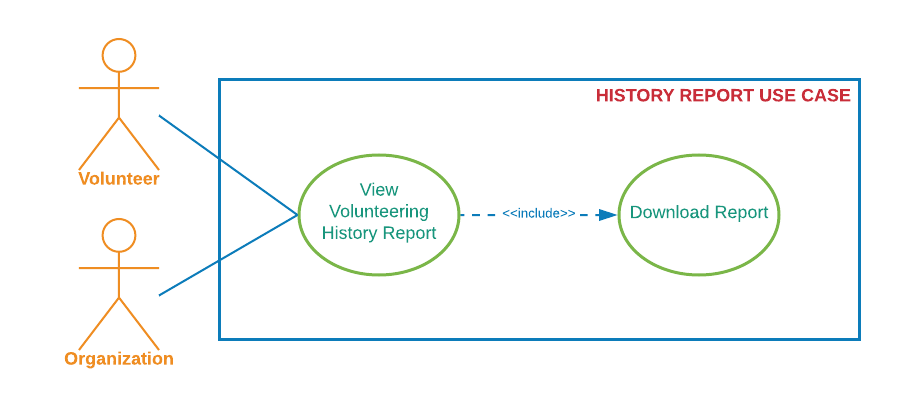 HISTORY REPORT USE CASE
Volunteer
View
Volunteering
History Report
<<include>>
Download Report
Organization